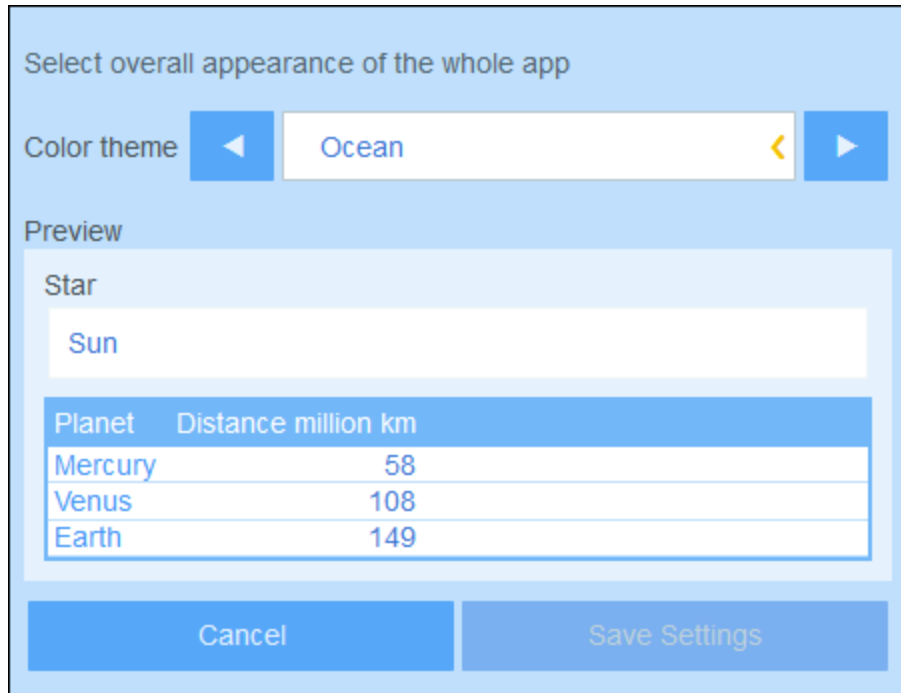 Select overall appearance of the whole app
Color theme
Ocean
Preview
Star
Sun
Planet Distance million km
Mercury 58
Venus 108
Earth 149
Cancel Save Settings